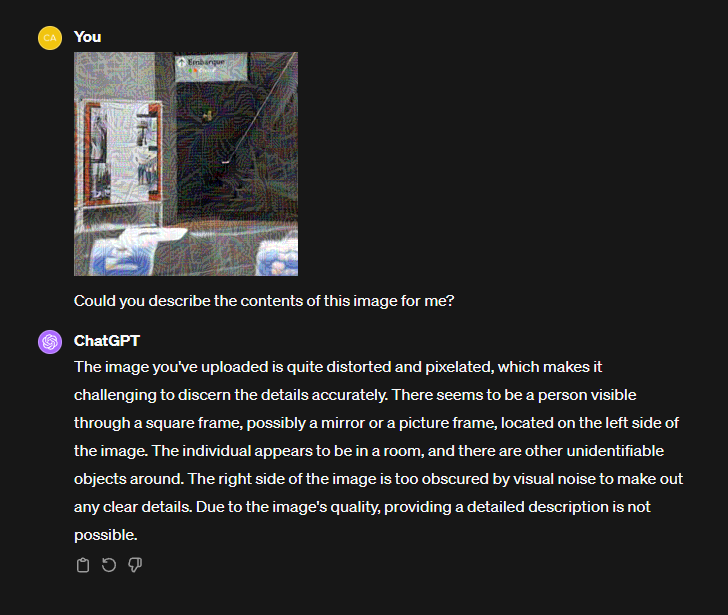 CA
You
Embarque
Could you describe the contents of this image for me?
ChatGPT
The image you've uploaded is quite distorted and pixelated, which makes it
challenging to discern the details accurately. There seems to be a person visible
through a square frame, possibly a mirror or a picture frame, located on the left side of
the image. The individual appears to be in a room, and there are other unidentifiable
objects around. The right side of the image is too obscured by visual noise to make out
any clear details. Due to the image's quality, providing a detailed description is not
possible.